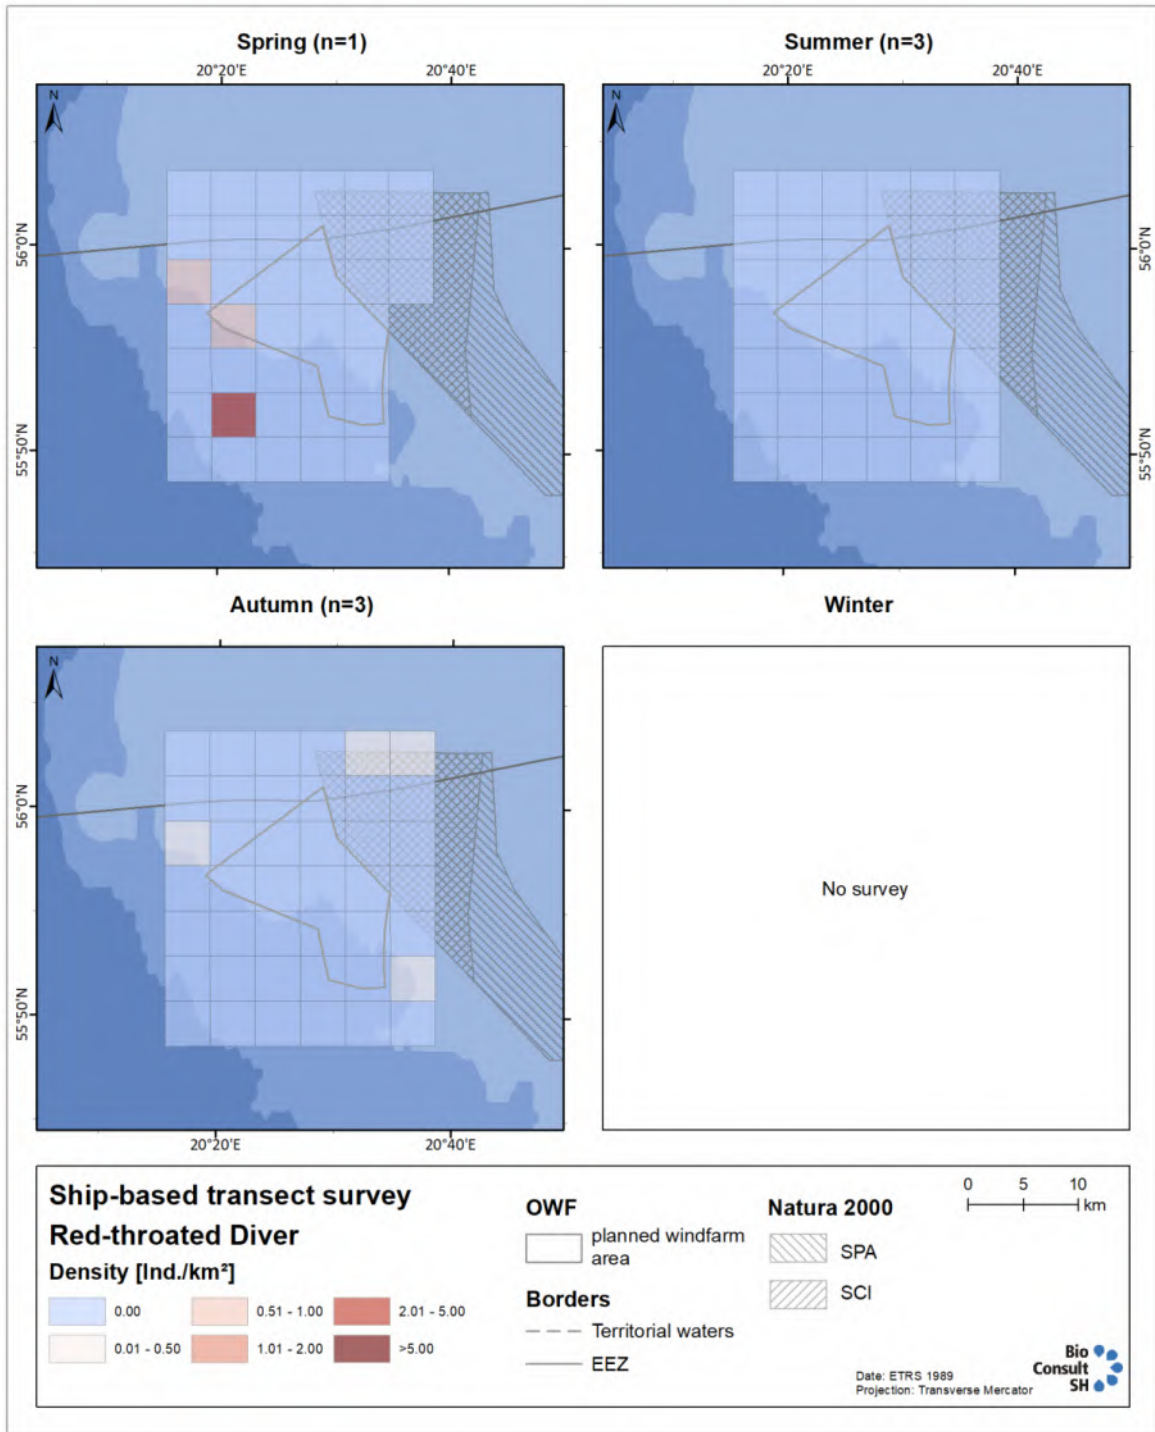 Spring (n=1)
Summer (n=3)
20°20'E
20°40'E
20°20'E
20°40'E
N
N
56°0'N
56°0'N
55°50'N
55°50'N
Autumn (n=3)
Winter
N
56°0'N
No survey
55°50'N
20°20'E
20°40'E
Ship-based transect survey
Red-throated Diver
Density [Ind./km²]
0.00
0.51 - 1.00
2.01 - 5.00
0.01 - 0.50
1.01 - 2.00
>5.00
OWF
planned windfarm
area
Borders
Territorial waters
EEZ
Natura 2000
SPA
SCI
0 5 10
km
Date: ETRS 1989
Projection: Transverse Mercator
Bio
Consult
SH